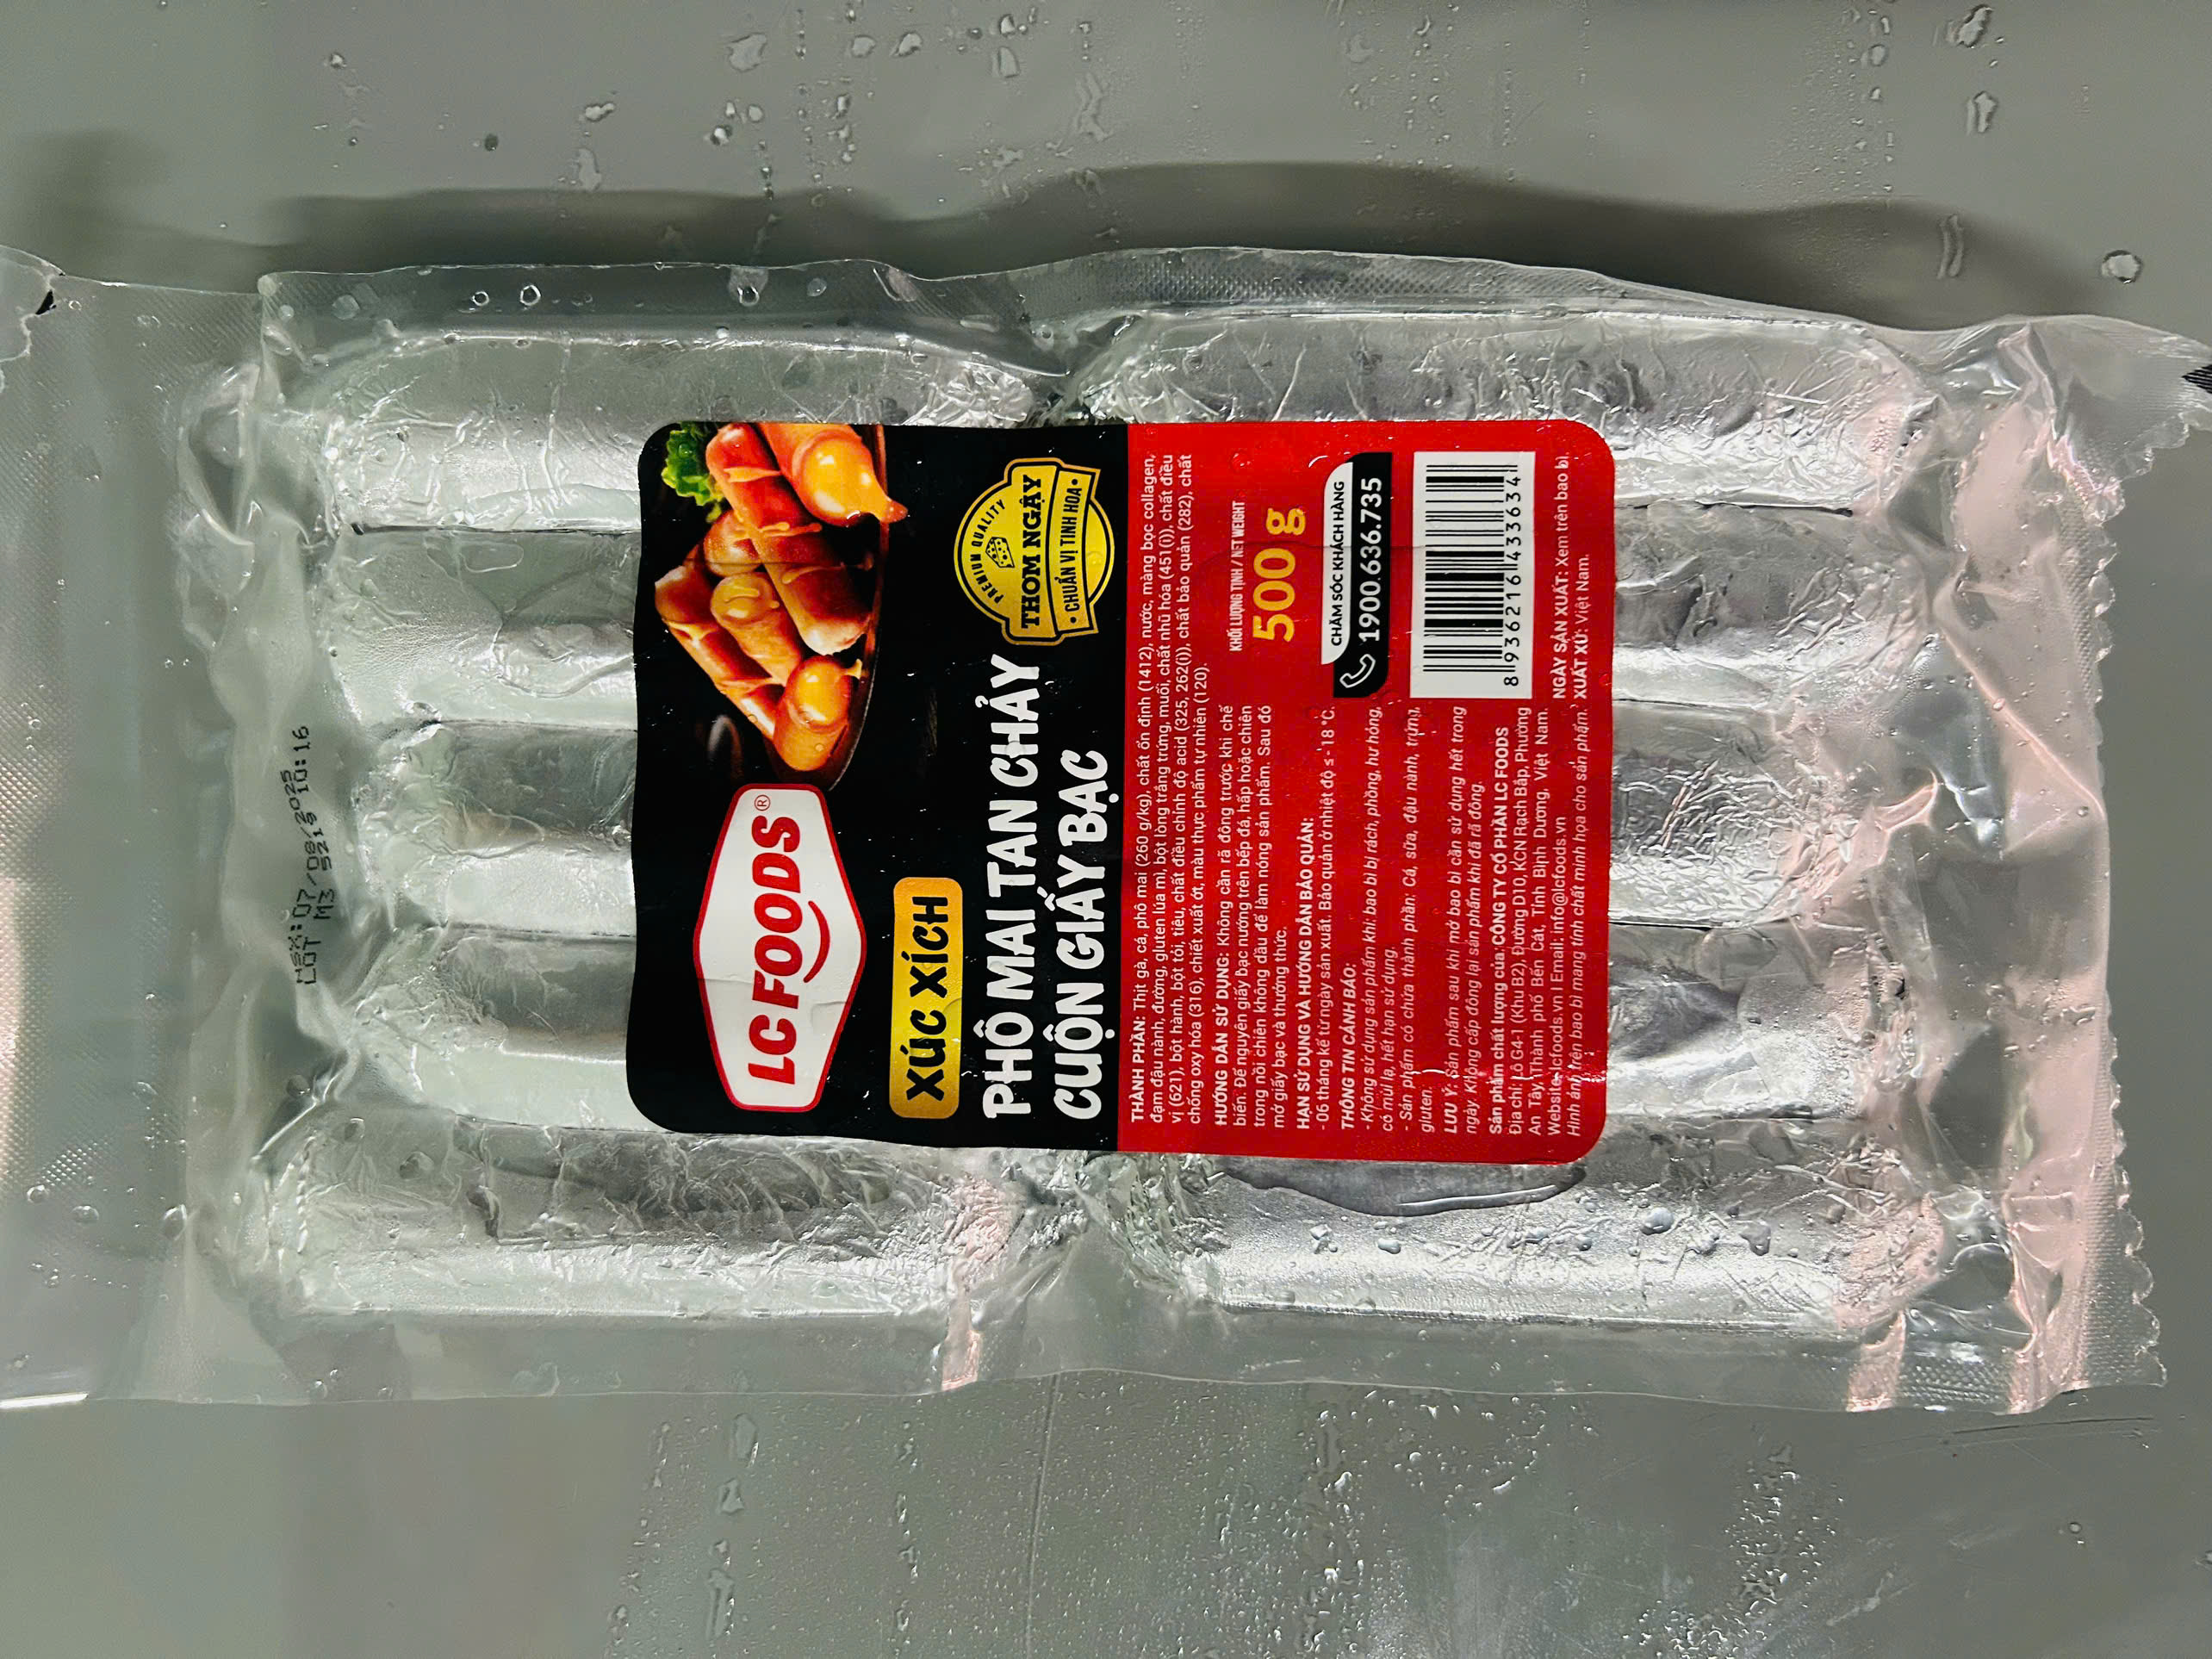 NSX: 07/08/2025
LOT M3 5219 10:16
LC FOODS®
XÚC XÍCH
PHÔ MAI TAN CHẢY
CUỘN GIẤY BẠC
PREMIUM QUALITY
THƠM NGẬY
• CHUẨN VỊ TINH HOA •
THÀNH PHẦN: Thịt gà, cá, phô mai (260 g/kg), chất ổn định (1412), nước, màng bọc collagen,
đạm đậu nành, đường, gluten lúa mì, bột lòng trắng trứng, muối, chất nhũ hóa (451(i)), chất điều
vị (621), bột hành, bột tỏi, tiêu, chất điều chỉnh độ acid (325, 262(i)), chất bảo quản (282), chất
chống oxy hóa (316), chiết xuất ớt, màu thực phẩm tự nhiên (120).
HƯỚNG DẪN SỬ DỤNG: Không cần rã đông trước khi chế
biến. Để nguyên giấy bạc nướng trên bếp đá, hấp hoặc chiên
trong nồi chiên không dầu để làm nóng sản phẩm. Sau đó
mở giấy bạc và thưởng thức.
HẠN SỬ DỤNG VÀ HƯỚNG DẪN BẢO QUẢN:
- 06 tháng kể từ ngày sản xuất. Bảo quản ở nhiệt độ ≤ -18°C.
THÔNG TIN CẢNH BÁO:
- Không sử dụng sản phẩm khi: bao bì bị rách, phồng, hư hỏng,
có mùi lạ, hết hạn sử dụng.
- Sản phẩm có chứa thành phần: Cá, sữa, đậu nành, trứng,
gluten.
LƯU Ý: Sản phẩm sau khi mở bao bì cần sử dụng hết trong
ngày. Không cấp đông lại sản phẩm khi đã rã đông.
Sản phẩm chất lượng của: CÔNG TY CỔ PHẦN LC FOODS
Địa chỉ: Lô G4-1 (Khu B2), Đường D10, KCN Rạch Bắp, Phường
An Tây, Thành phố Bến Cát, Tỉnh Bình Dương, Việt Nam.
Website: lcfoods.vn | Email: info@lcfoods.vn
Hình ảnh trên bao bì mang tính chất minh họa cho sản phẩm.
KHỐI LƯỢNG TỊNH / NET WEIGHT
500 g
CHĂM SÓC KHÁCH HÀNG
1900.636.735
8 936216 433634
NGÀY SẢN XUẤT: Xem trên bao bì.
XUẤT XỨ: Việt Nam.